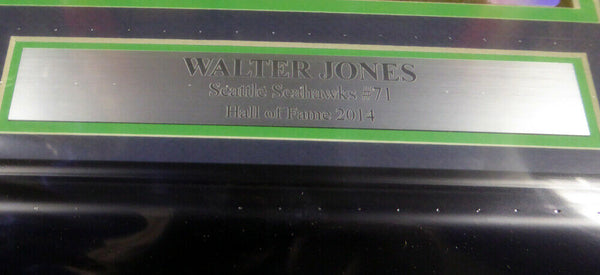 WALTER JONES
Seattle Seahawks #71
Hall of Fame 2014